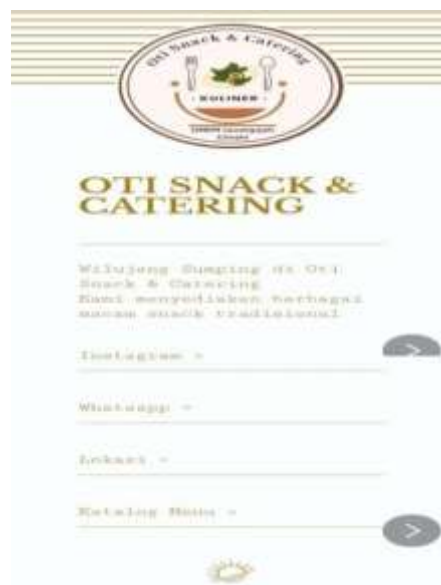 Oti Snack & Catering
· KULINER ·
OTI SNACK &
CATERING
Wilujeng Sumping di Oti
Snack & Catering
Kami menyediakan berbagai
macam snack tradisional
Instagram
Whatsapp
Lokasi
Katalog Menu